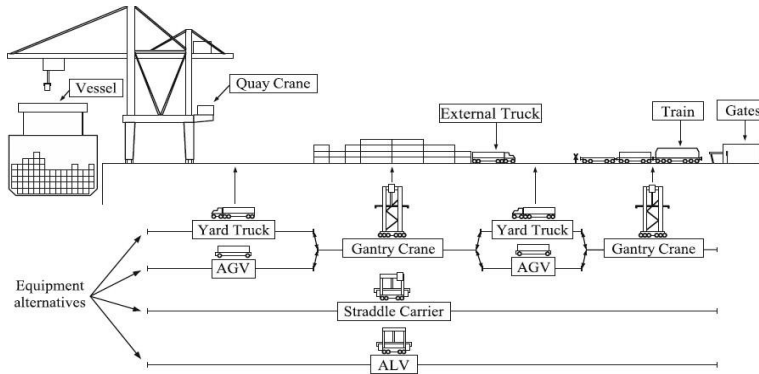 Vessel
Quay Crane
External Truck
Train
Gates
Yard Truck
Yard Truck
Gantry Crane
Gantry Crane
AGV
AGV
Equipment
alternatives
Straddle Carrier
ALV